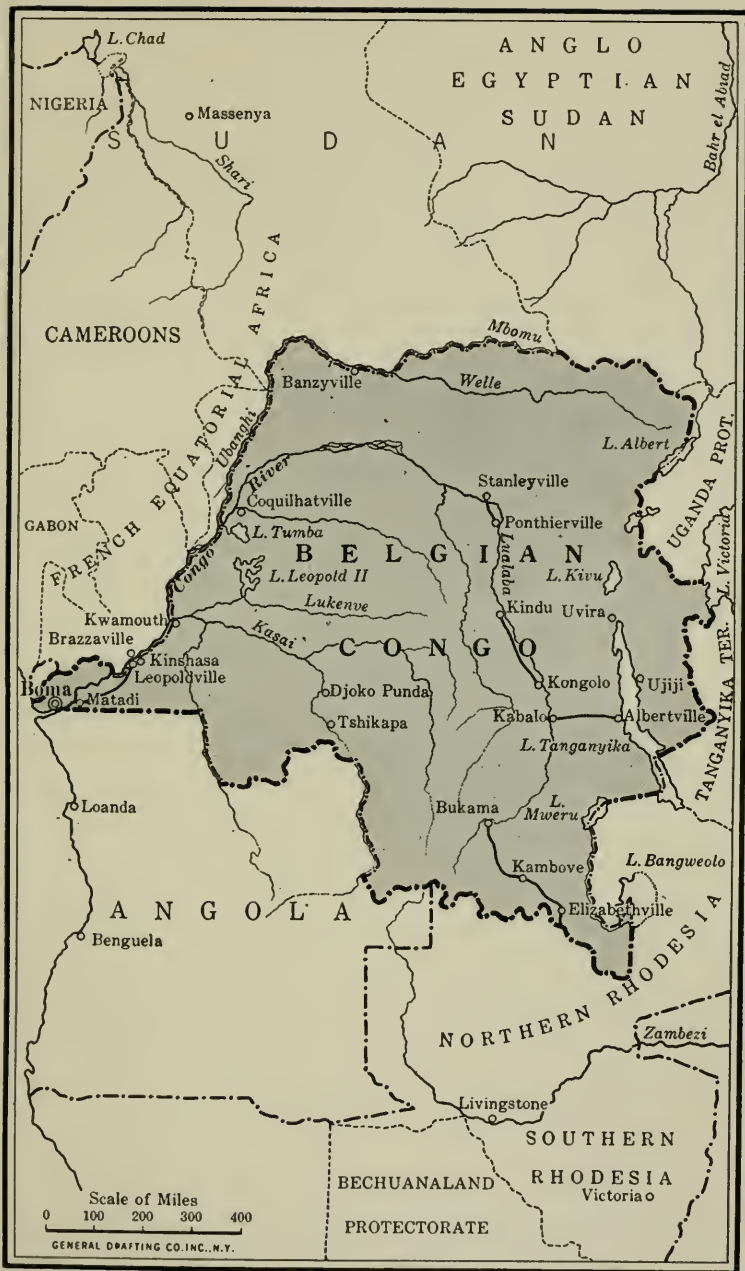 L. Chad
ANGLO
EGYPTIAN
SUDAN
NIGERIA
Massenya
SUDAN
Bahr el Abiad
Shari
CAMEROONS
FRENCH EQUATORIAL AFRICA
Mbomu
Banzyville
Welle
Ubanghi
L. Albert
UGANDA PROT.
River
Stanleyville
Coquilhatville
GABON
Ponthierville
L. Tumba
BELGIAN
Lualaba
L. Victoria
Congo
L. Leopold II
L. Kivu
Lukenye
Kindu
Uvira
Kwamouth
Brazzaville
Kasai
CONGO
Kinshasa
Leopoldville
Boma
Matadi
Djoko Punda
Kongolo
Ujiji
TANGANYIKA TER.
Tshikapa
Kabalo
Albertville
L. Tanganyika
Loanda
Bukama
L.
Mweru
Kambove
L. Bangweolo
ANGOLA
Elizabethville
Benguela
NORTHERN RHODESIA
Zambezi
Livingstone
SOUTHERN
RHODESIA
BECHUANALAND
Victoria
PROTECTORATE
Scale of Miles
0 100 200 300 400
GENERAL DRAFTING CO. INC., N.Y.